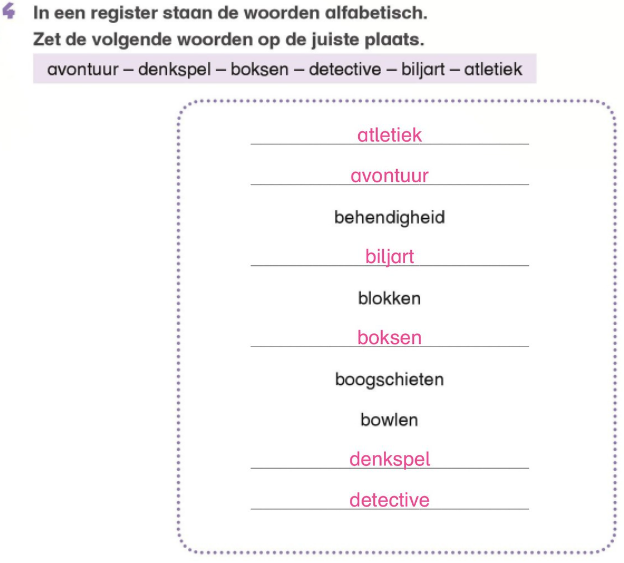 4 In een register staan de woorden alfabetisch.
Zet de volgende woorden op de juiste plaats.
avontuur – denkspel – boksen – detective – biljart – atletiek
atletiek
avontuur
behendigheid
biljart
blokken
boksen
boogschieten
bowlen
denkspel
detective